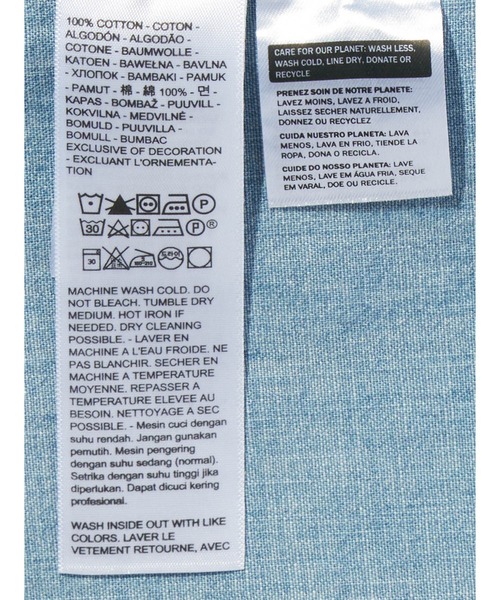 100% COTTON - COTON -
ALGODÓN - ALGODÃO -
COTONE - BAUMWOLLE -
KATOEN - BAWEŁNA - BAVLNA
- ХЛОПОК - BAMBAKI - PAMUK
- PAMUT - 棉 - 綿 100% - 면 -
KAPAS - BOMBAŽ - PUUVILL -
KOKVILNA - MEDVILNĖ -
BOMULD - PUUVILLA -
BOMULL - BUMBAC
EXCLUSIVE OF DECORATION
- EXCLUANT L'ORNEMENTA-
TION
P
30 P®
30
MACHINE WASH COLD. DO
NOT BLEACH. TUMBLE DRY
MEDIUM. HOT IRON IF
NEEDED. DRY CLEANING
POSSIBLE. - LAVER EN
MACHINE A L'EAU FROIDE. NE
PAS BLANCHIR. SECHER EN
MACHINE A TEMPERATURE
MOYENNE. REPASSER A
TEMPERATURE ELEVEE AU
BESOIN. NETTOYAGE A SEC
POSSIBLE. - Mesin cuci dengan
suhu rendah. Jangan gunakan
pemutih. Mesin pengering
dengan suhu sedang (normal).
Setrika dengan suhu tinggi jika
diperlukan. Dapat dicuci kering
profesional.
WASH INSIDE OUT WITH LIKE
COLORS. LAVER LE
VETEMENT RETOURNE, AVEC
CARE FOR OUR PLANET: WASH LESS,
WASH COLD, LINE DRY, DONATE OR
RECYCLE
PRENEZ SOIN DE NOTRE PLANETE:
LAVEZ MOINS, LAVEZ A FROID,
LAISSEZ SECHER NATURELLEMENT,
DONNEZ OU RECYCLEZ
CUIDA NUESTRO PLANETA: LAVA
MENOS, LAVA EN FRIO, TIENDE LA
ROPA, DONA O RECICLA.
CUIDE DO NOSSO PLANETA: LAVE
MENOS, LAVE EM ÁGUA FRIA, SEQUE
EM VARAL, DOE OU RECICLE.